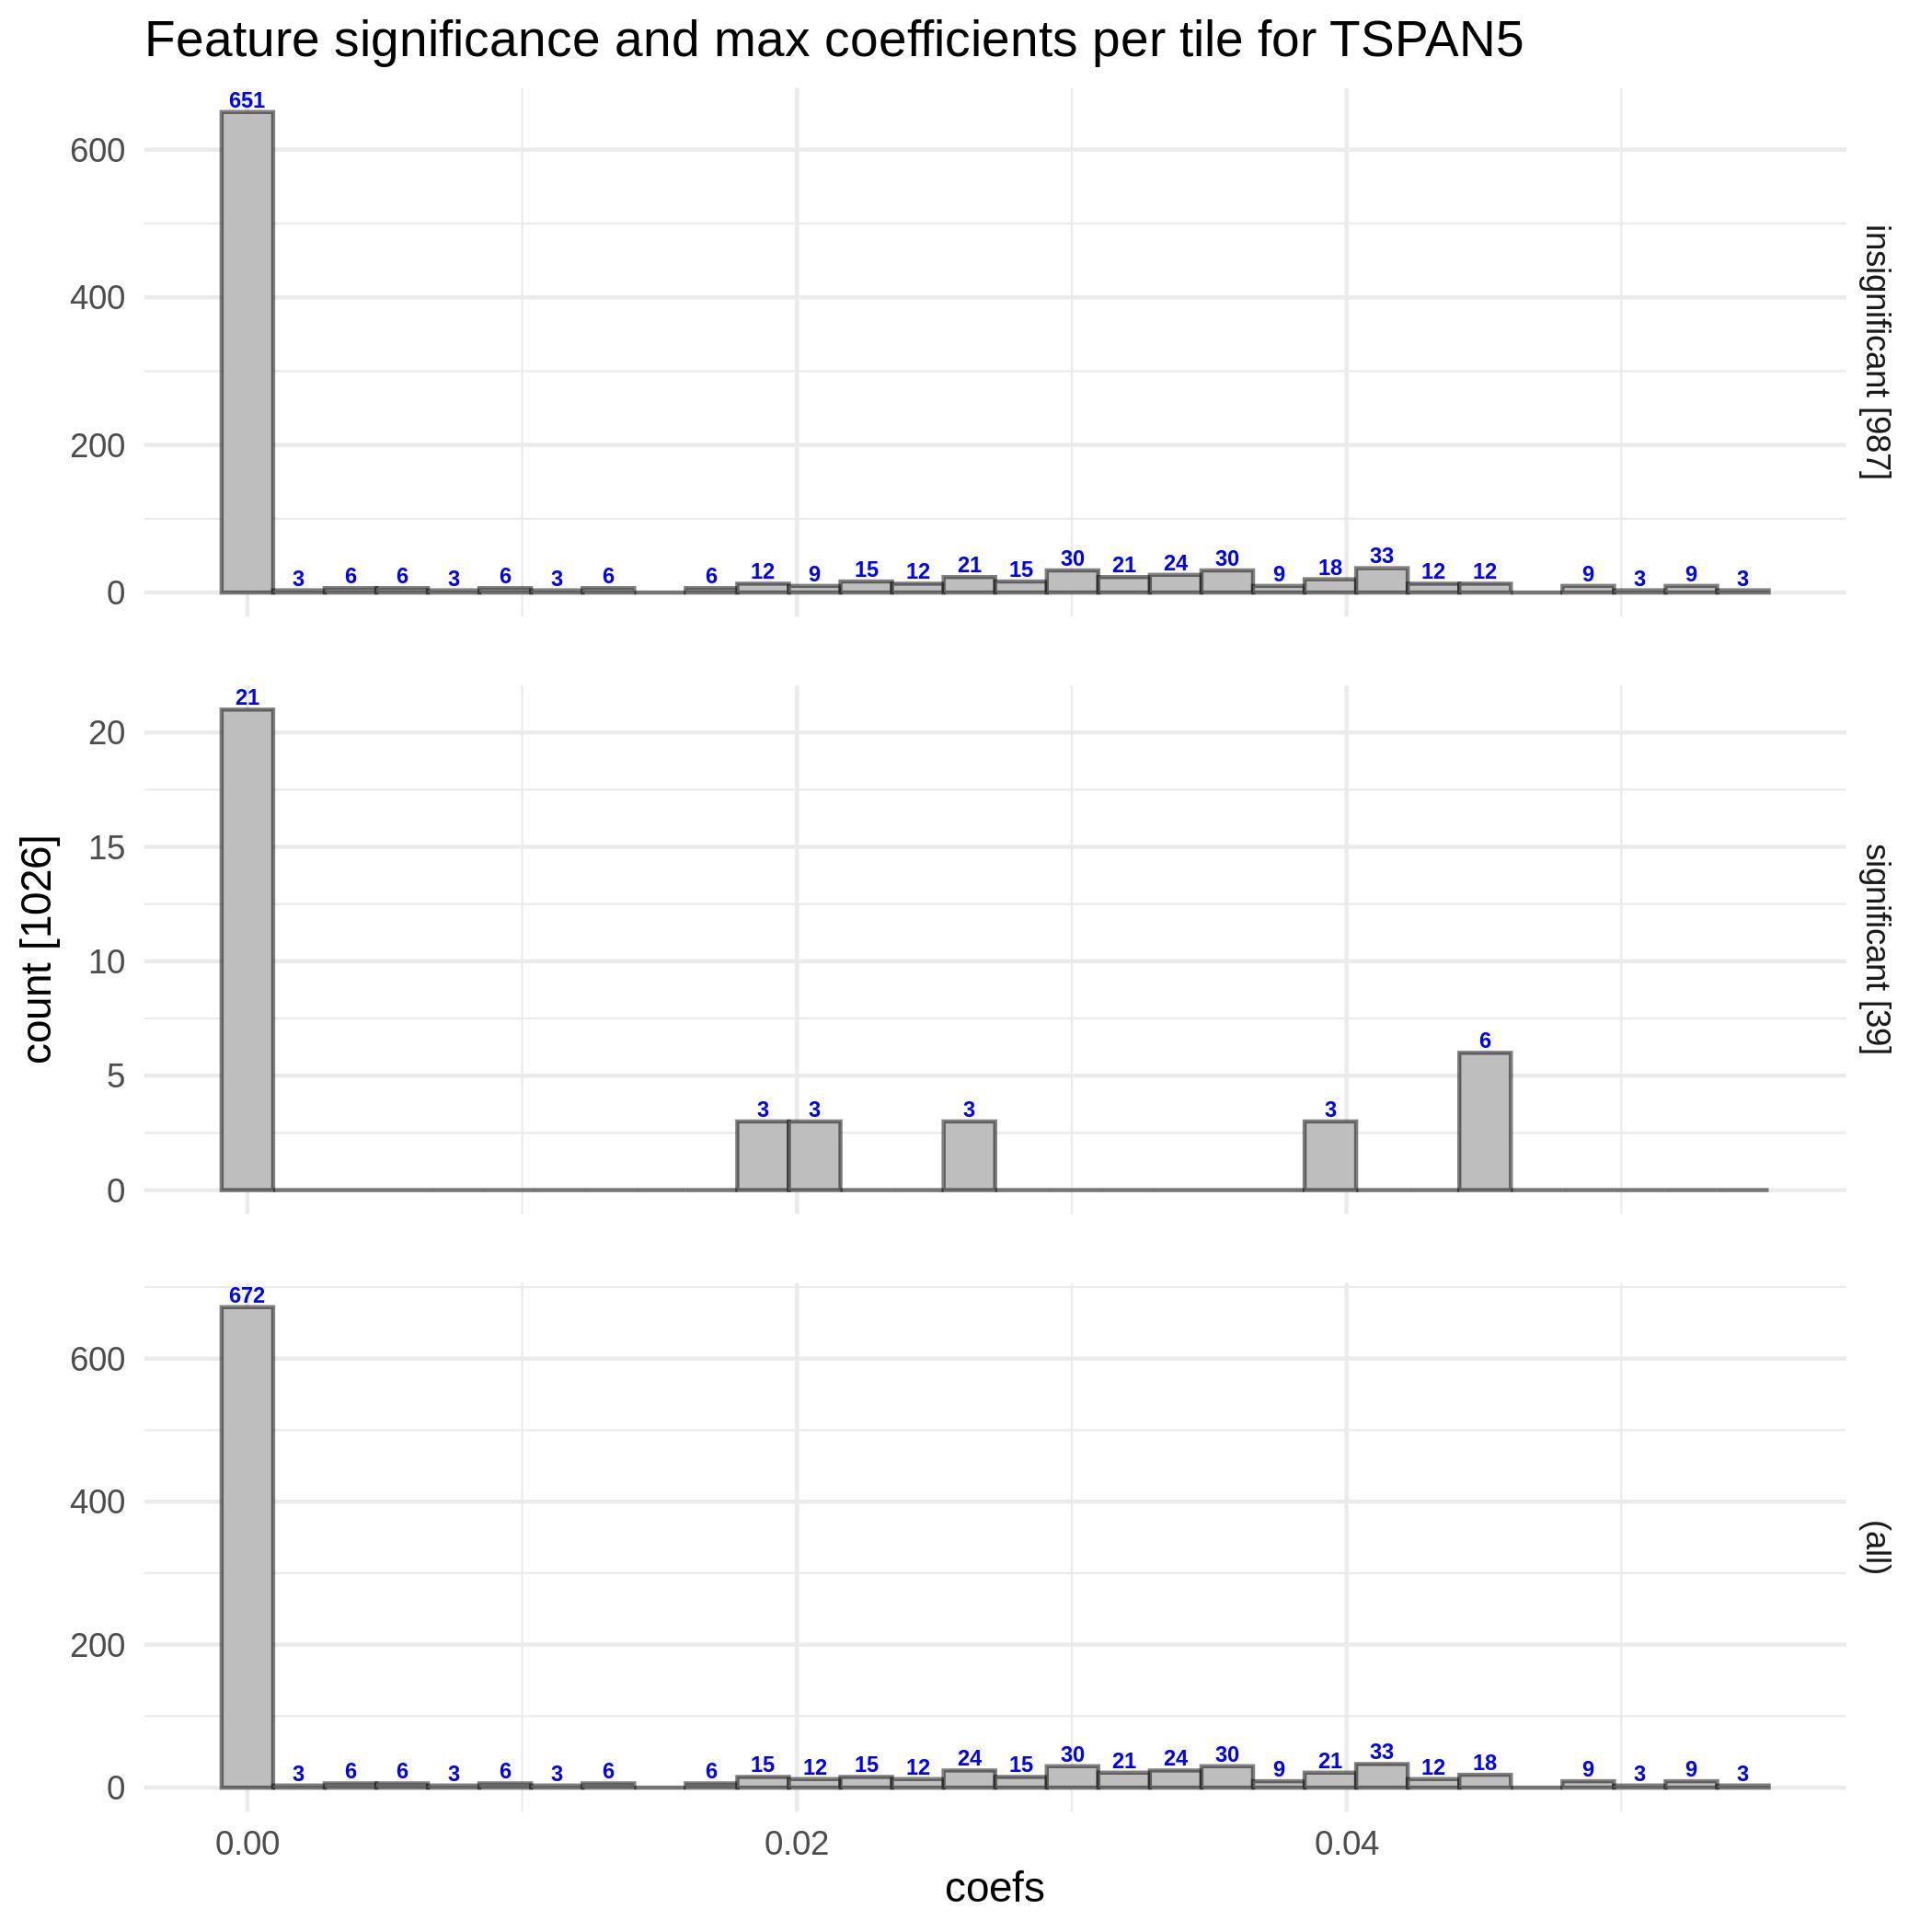 Feature significance and max coefficients per tile for TSPAN5
651
600
400
200
0
3 6 6 3 6 3 6 6 12 9 15 12 21 15 30 21 24 30 9 18 33 12 12 9 3 9 3
insignificant [987]
21
20
15
10
5
0
3 3 3 3 6
significant [39]
count [1026]
672
600
400
200
0
3 6 6 3 6 3 6 6 15 12 15 12 24 15 30 21 24 30 9 21 33 12 18 9 3 9 3
(all)
0.00 0.02 0.04
coefs